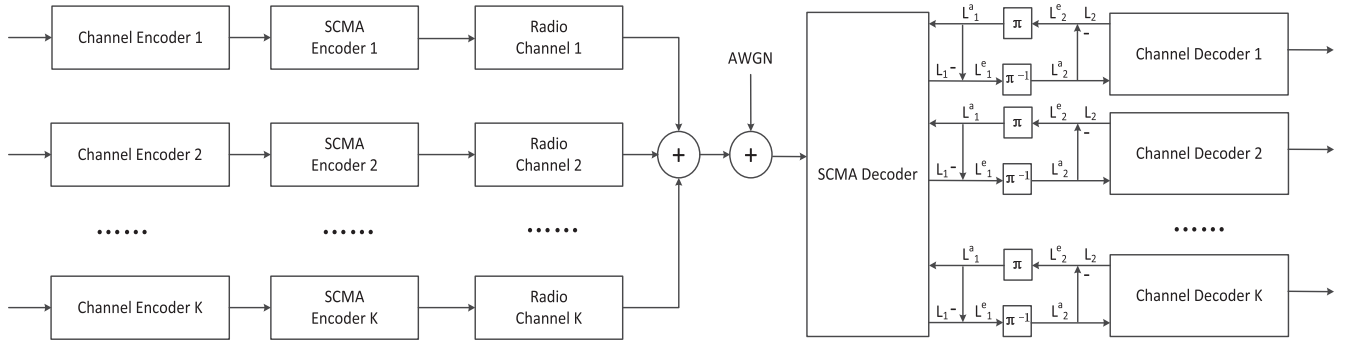 Channel Encoder 1
SCMA
Encoder 1
Radio
Channel 1
Channel Encoder 2
SCMA
Encoder 2
Radio
Channel 2
......
......
......
Channel Encoder K
SCMA
Encoder K
Radio
Channel K
+
AWGN
+
SCMA Decoder
L^a_1 π L^e_2 L_2
-
L_1 - L^e_1 π^-1 L^a_2
Channel Decoder 1
L^a_1 π L^e_2 L_2
-
L_1 - L^e_1 π^-1 L^a_2
Channel Decoder 2
......
L^a_1 π L^e_2 L_2
-
L_1 - L^e_1 π^-1 L^a_2
Channel Decoder K